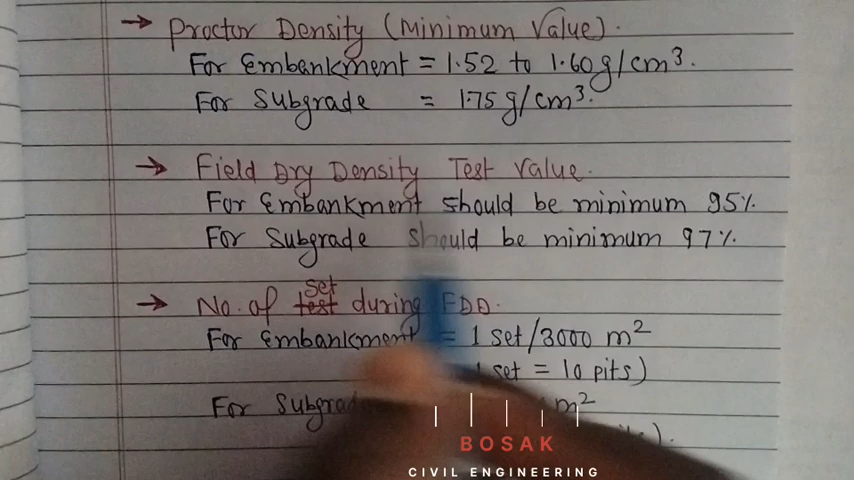 → Proctor Density (Minimum Value).
For Embankment = 1.52 to 1.60 g/cm³.
For Subgrade = 1.75 g/cm³.
→ Field Dry Density Test Value.
For Embankment should be minimum 95%.
For Subgrade should be minimum 97%.
set
→ No. of test during FDD.
For Embankment = 1 set/3000 m²
set = 10 pits)
For m²
BOSAK
CIVIL ENGINEERING